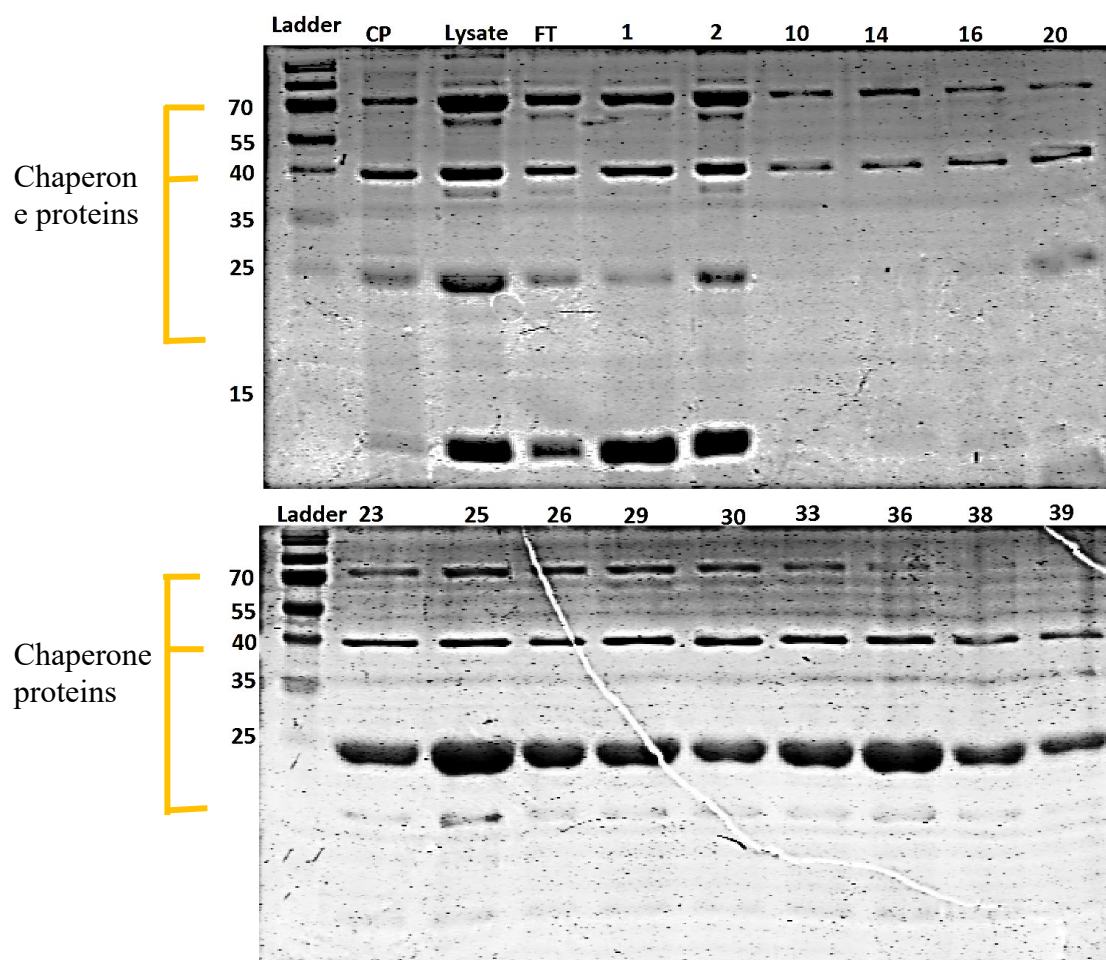 Ladder CP Lysate FT 1 2 10 14 16 20
70
55
40
35
25
15
Chaperon
e proteins
Ladder 23 25 26 29 30 33 36 38 39
70
55
40
35
25
Chaperone
proteins